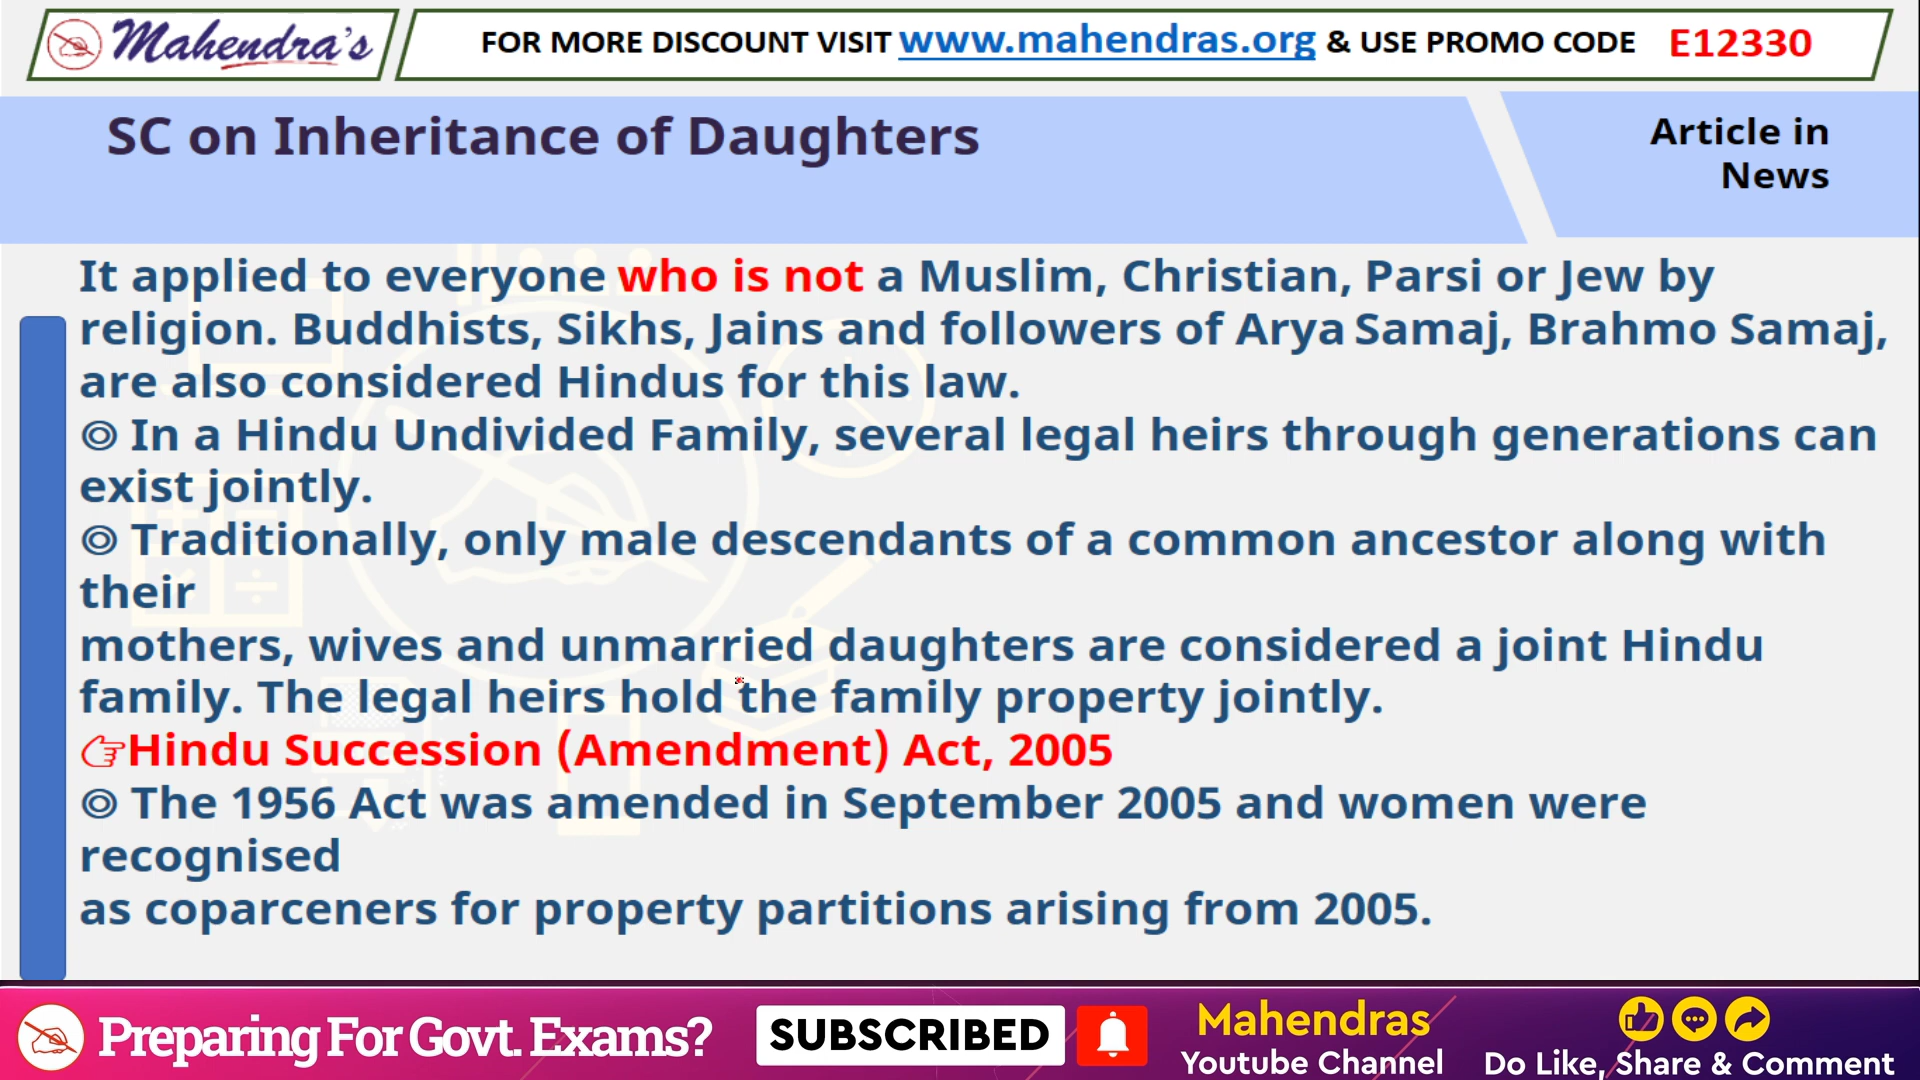 Mahendra's
FOR MORE DISCOUNT VISIT www.mahendras.org & USE PROMO CODE E12330
SC on Inheritance of Daughters
Article in
News
It applied to everyone who is not a Muslim, Christian, Parsi or Jew by
religion. Buddhists, Sikhs, Jains and followers of Arya Samaj, Brahmo Samaj,
are also considered Hindus for this law.
◎ In a Hindu Undivided Family, several legal heirs through generations can
exist jointly.
◎ Traditionally, only male descendants of a common ancestor along with
their
mothers, wives and unmarried daughters are considered a joint Hindu
family. The legal heirs hold the family property jointly.
👉Hindu Succession (Amendment) Act, 2005
◎ The 1956 Act was amended in September 2005 and women were
recognised
as coparceners for property partitions arising from 2005.
Preparing For Govt. Exams?
SUBSCRIBED
Mahendras
Youtube Channel
Do Like, Share & Comment